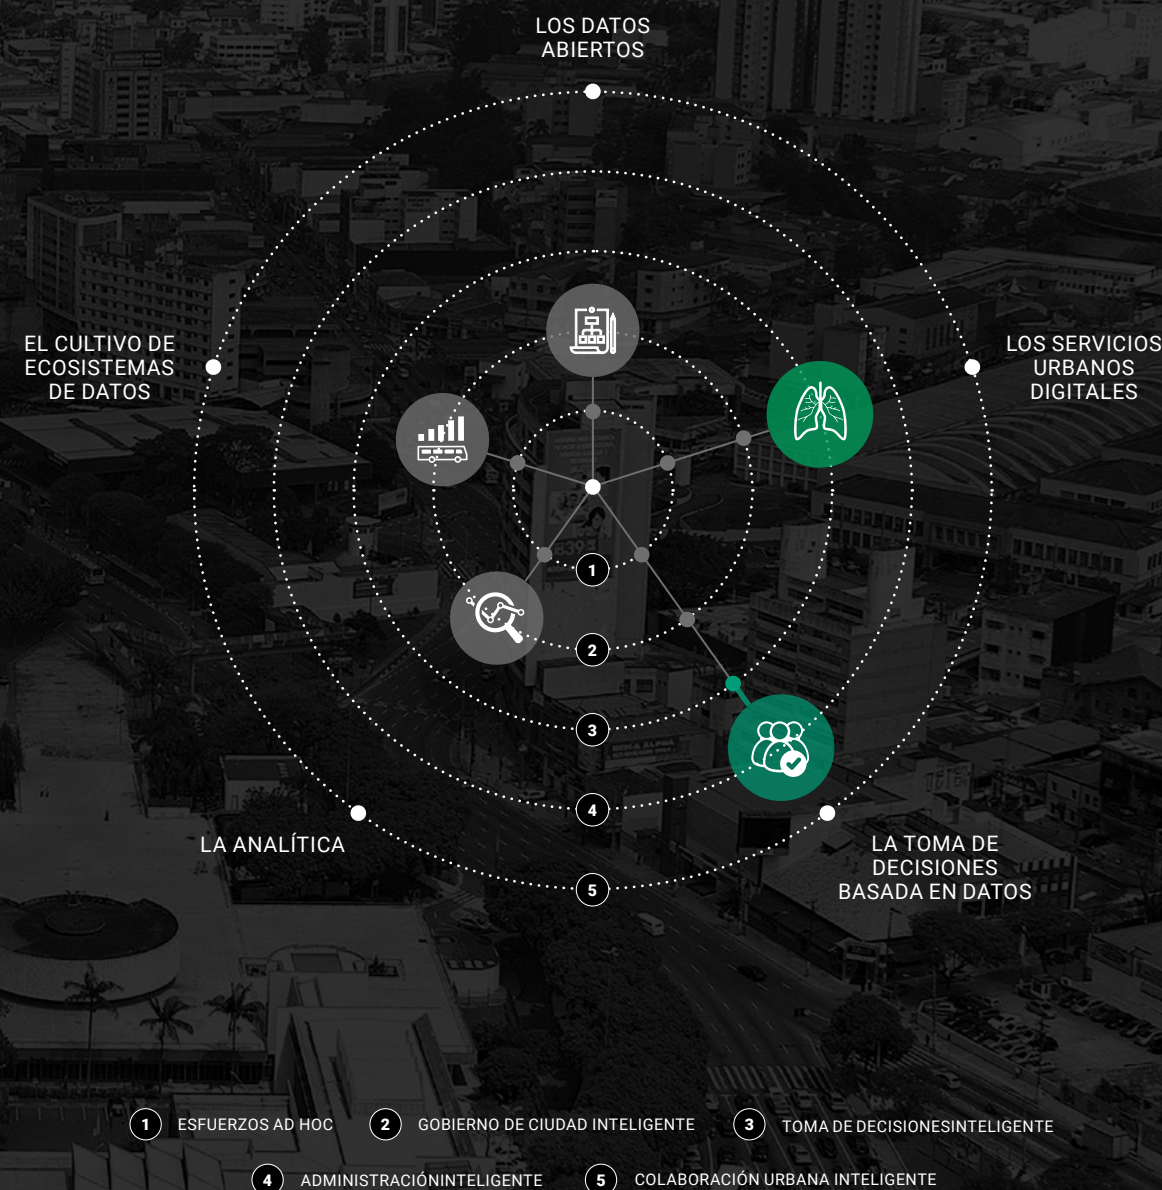 LOS DATOS
ABIERTOS
EL CULTIVO DE
ECOSISTEMAS
DE DATOS
LOS SERVICIOS
URBANOS
DIGITALES
1
2
3
4
5
LA ANALÍTICA
LA TOMA DE
DECISIONES
BASADA EN DATOS
1 ESFUERZOS AD HOC 2 GOBIERNO DE CIUDAD INTELIGENTE 3 TOMA DE DECISIONESINTELIGENTE
4 ADMINISTRACIÓNINTELIGENTE 5 COLABORACIÓN URBANA INTELIGENTE